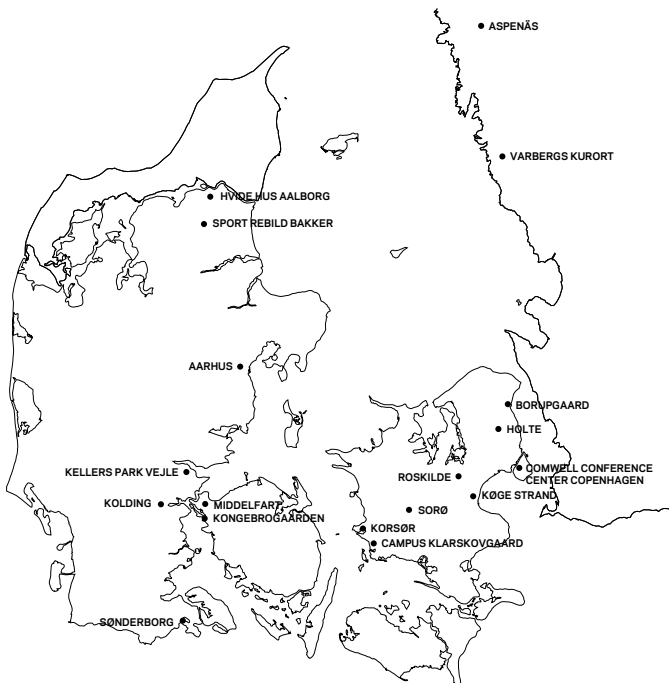 ASPENÄS
VARBERGS KURORT
HVIDE HUS AALBORG
SPORT REBILD BAKKER
AARHUS
BORUPGAARD
HOLTE
KELLERS PARK VEJLE
COMWELL CONFERENCE
CENTER COPENHAGEN
ROSKILDE
KØGE STRAND
KOLDING
MIDDELFART
SORØ
KONGEBROGAARDEN
KORSØR
CAMPUS KLARSKOVGAARD
SØNDERBORG